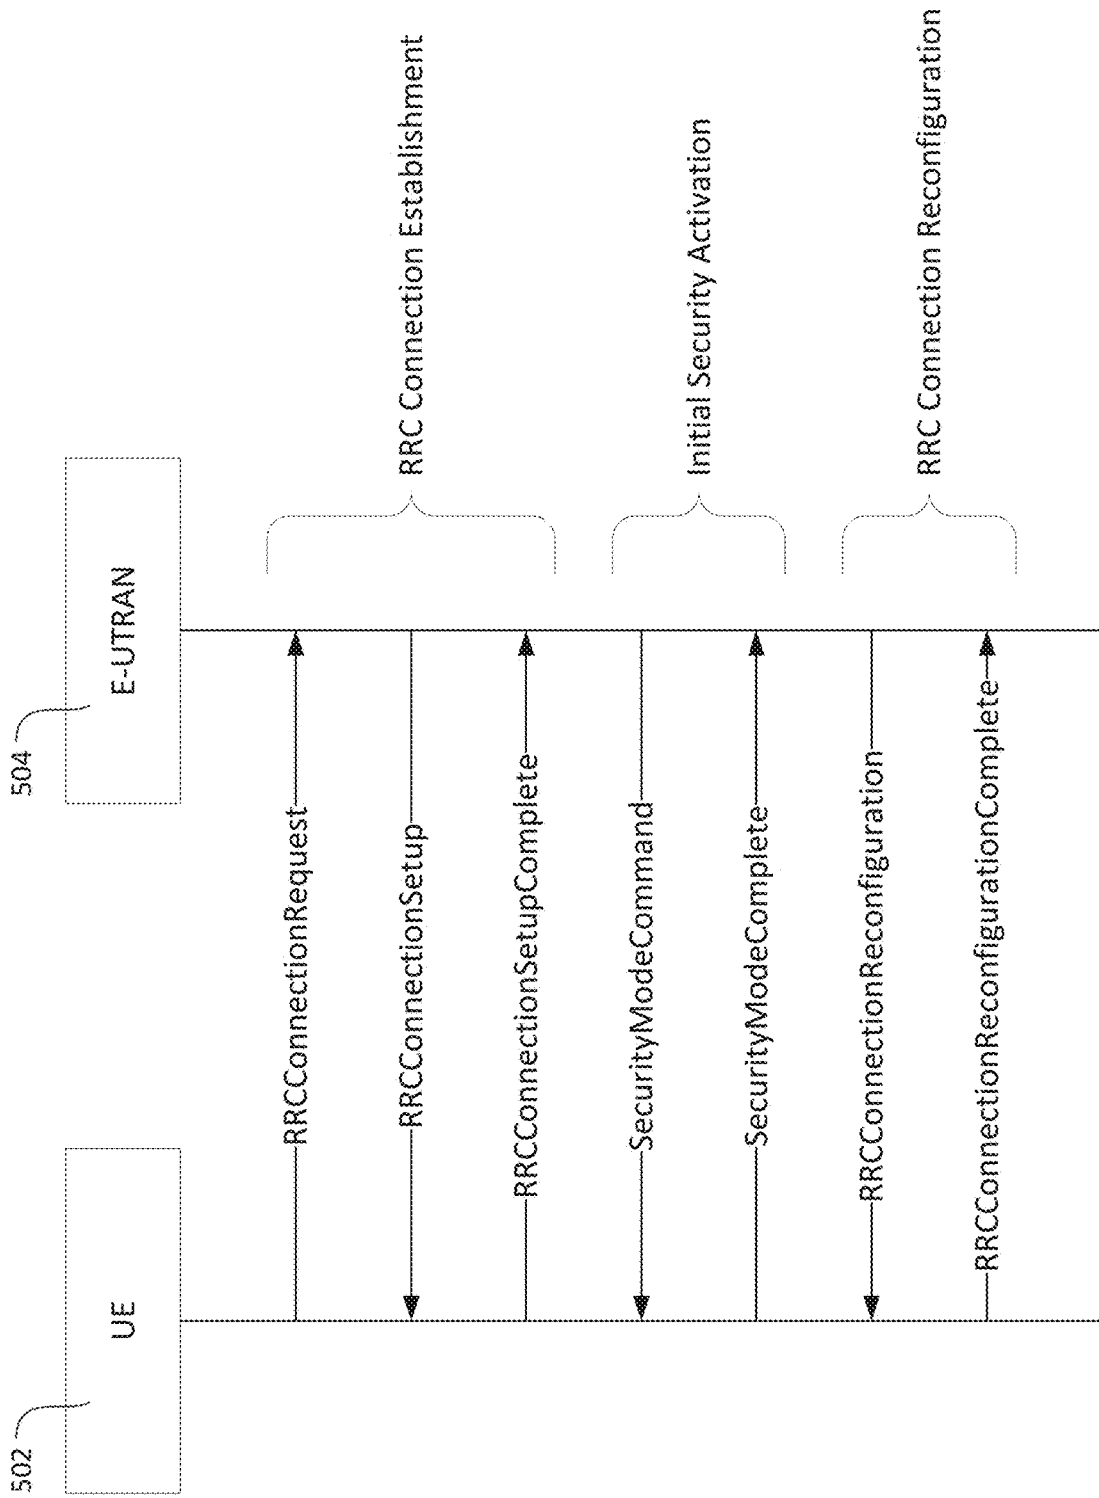 502
504
UE
E-UTRAN
RRCConnectionRequest
RRCConnectionSetup
RRCConnectionSetupComplete
RRC Connection Establishment
SecurityModeCommand
SecurityModeComplete
Initial Security Activation
RRCConnectionReconfiguration
RRCConnectionReconfigurationComplete
RRC Connection Reconfiguration